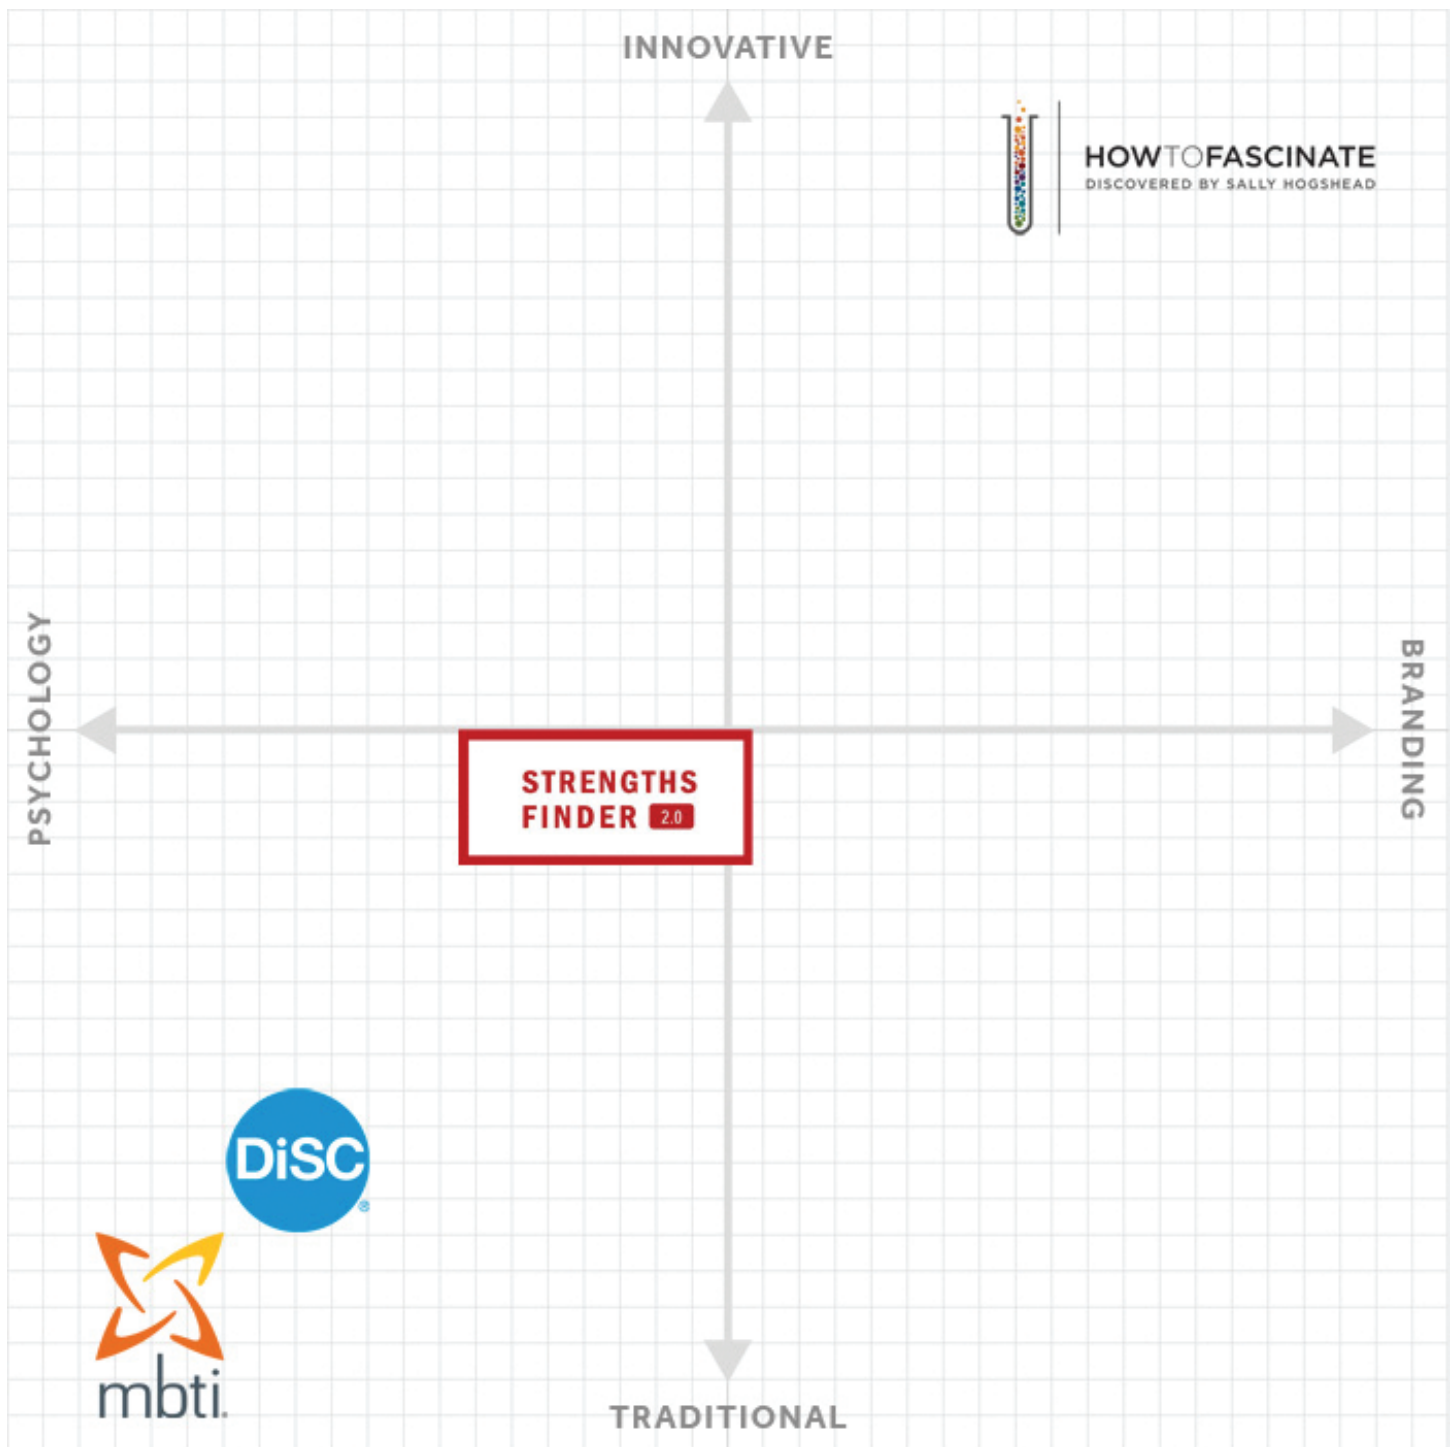 INNOVATIVE
HOWTOFASCINATE
DISCOVERED BY SALLY HOGSHEAD
PSYCHOLOGY
BRANDING
STRENGTHS
FINDER 2.0
DiSC®
mbti®
TRADITIONAL